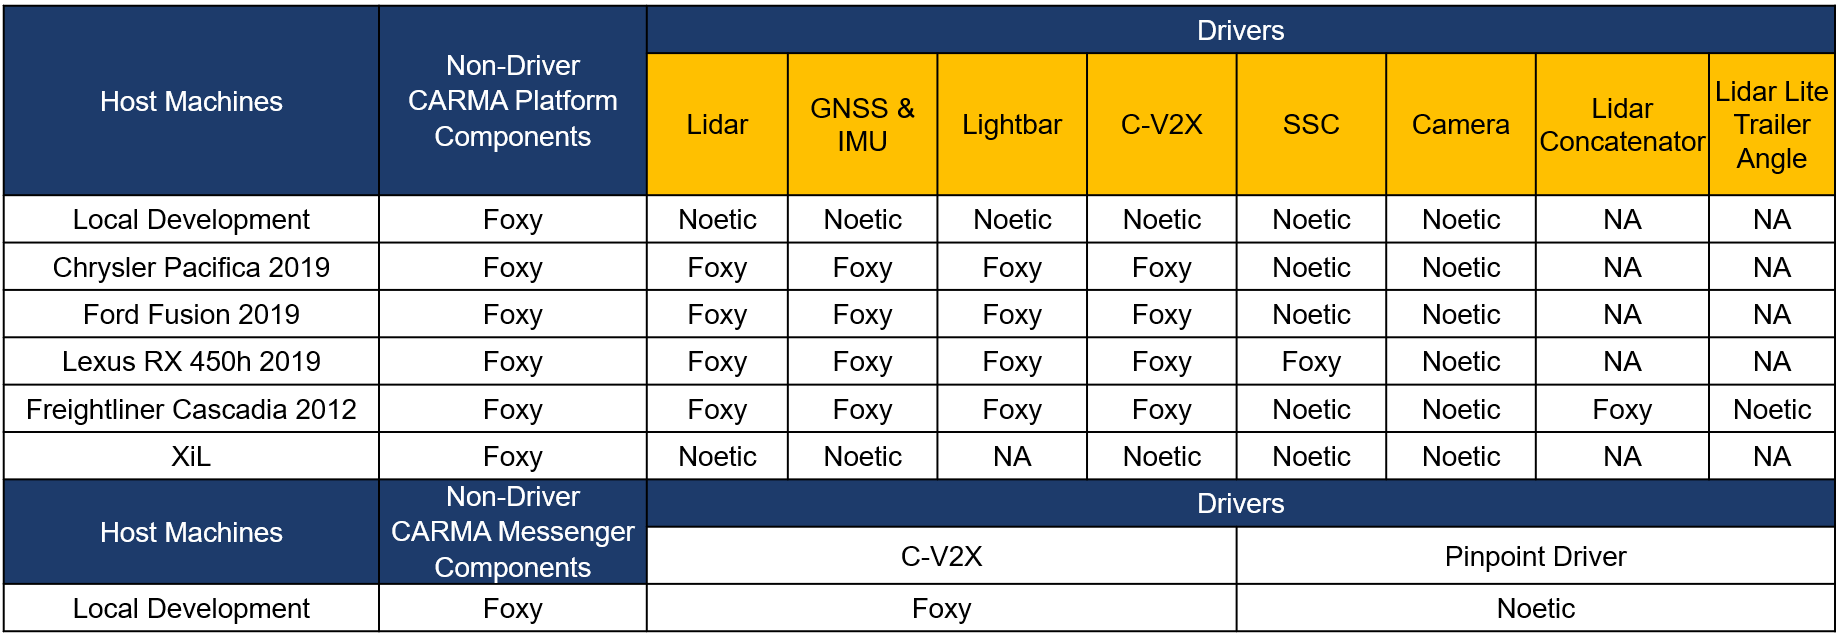 Host Machines
Non-Driver
CARMA Platform
Components
Drivers
Lidar
GNSS &
IMU
Lightbar
C-V2X
SSC
Camera
Lidar
Concatenator
Lidar Lite
Trailer
Angle
Local Development Foxy Noetic Noetic Noetic Noetic Noetic Noetic NA NA
Chrysler Pacifica 2019 Foxy Foxy Foxy Foxy Foxy Noetic Noetic NA NA
Ford Fusion 2019 Foxy Foxy Foxy Foxy Foxy Noetic Noetic NA NA
Lexus RX 450h 2019 Foxy Foxy Foxy Foxy Foxy Foxy Noetic NA NA
Freightliner Cascadia 2012 Foxy Foxy Foxy Foxy Foxy Noetic Noetic Foxy Noetic
XiL Foxy Noetic Noetic NA Noetic Noetic Noetic NA NA
Host Machines
Non-Driver
CARMA Messenger
Components
Drivers
C-V2X Pinpoint Driver
Local Development Foxy Foxy Noetic